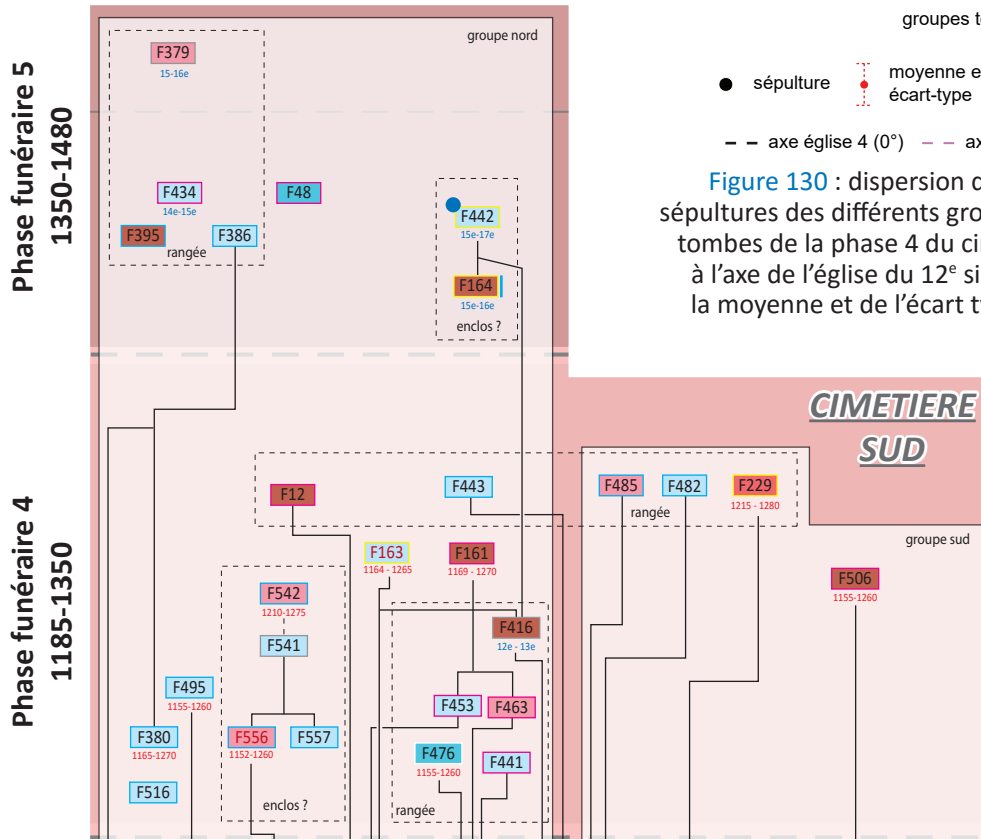 Phase funéraire 5
1350-1480
groupe nord
F379
15-16e
F434
14e-15e
F48
F395
F386
rangée
F442
15e-17e
F164
15e-16e
enclos ?
groupes
sépulture
moyenne
écart-type
axe église 4 (0°)
Figure 130 : dispersion
sépultures des différents
tombes de la phase 4 du
à l'axe de l'église du 12e
la moyenne et de l'écart
CIMETIERE
SUD
Phase funéraire 4
1185-1350
F12
F443
F485
F482
F229
1215 - 1280
rangée
groupe sud
F163
1164 - 1265
F161
1169 - 1270
F506
1155-1260
F542
1210-1275
F541
F416
12e - 13e
F495
1155-1260
F453
F463
F380
1165-1270
F556
1152-1260
F557
F476
1155-1260
F441
F516
enclos ?
rangée